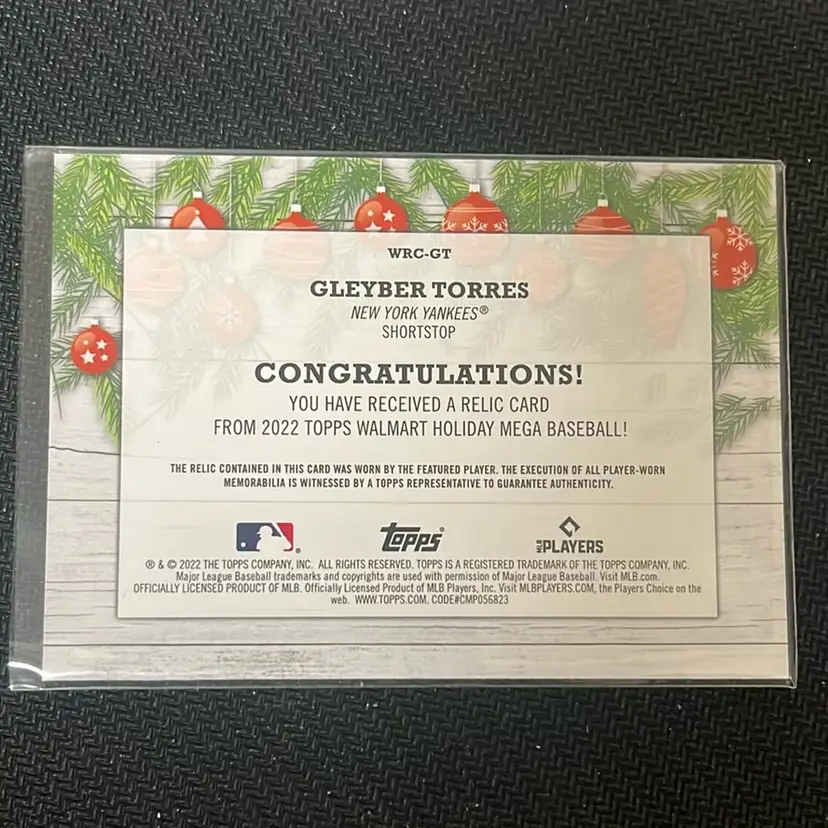 WRC-GT
GLEYBER TORRES
NEW YORK YANKEES®
SHORTSTOP
CONGRATULATIONS!
YOU HAVE RECEIVED A RELIC CARD
FROM 2022 TOPPS WALMART HOLIDAY MEGA BASEBALL!
THE RELIC CONTAINED IN THIS CARD WAS WORN BY THE FEATURED PLAYER. THE EXECUTION OF ALL PLAYER-WORN
MEMORABILIA IS WITNESSED BY A TOPPS REPRESENTATIVE TO GUARANTEE AUTHENTICITY.
® Topps® MLB PLAYERS
® & © 2022 THE TOPPS COMPANY, INC. ALL RIGHTS RESERVED. TOPPS IS A REGISTERED TRADEMARK OF THE TOPPS COMPANY, INC.
Major League Baseball trademarks and copyrights are used with permission of Major League Baseball. Visit MLB.com.
OFFICIALLY LICENSED PRODUCT OF MLB. Officially Licensed Product of MLB Players, Inc. Visit MLBPLAYERS.COM, the Players Choice on the
web. WWW.TOPPS.COM. CODE#CMP056823